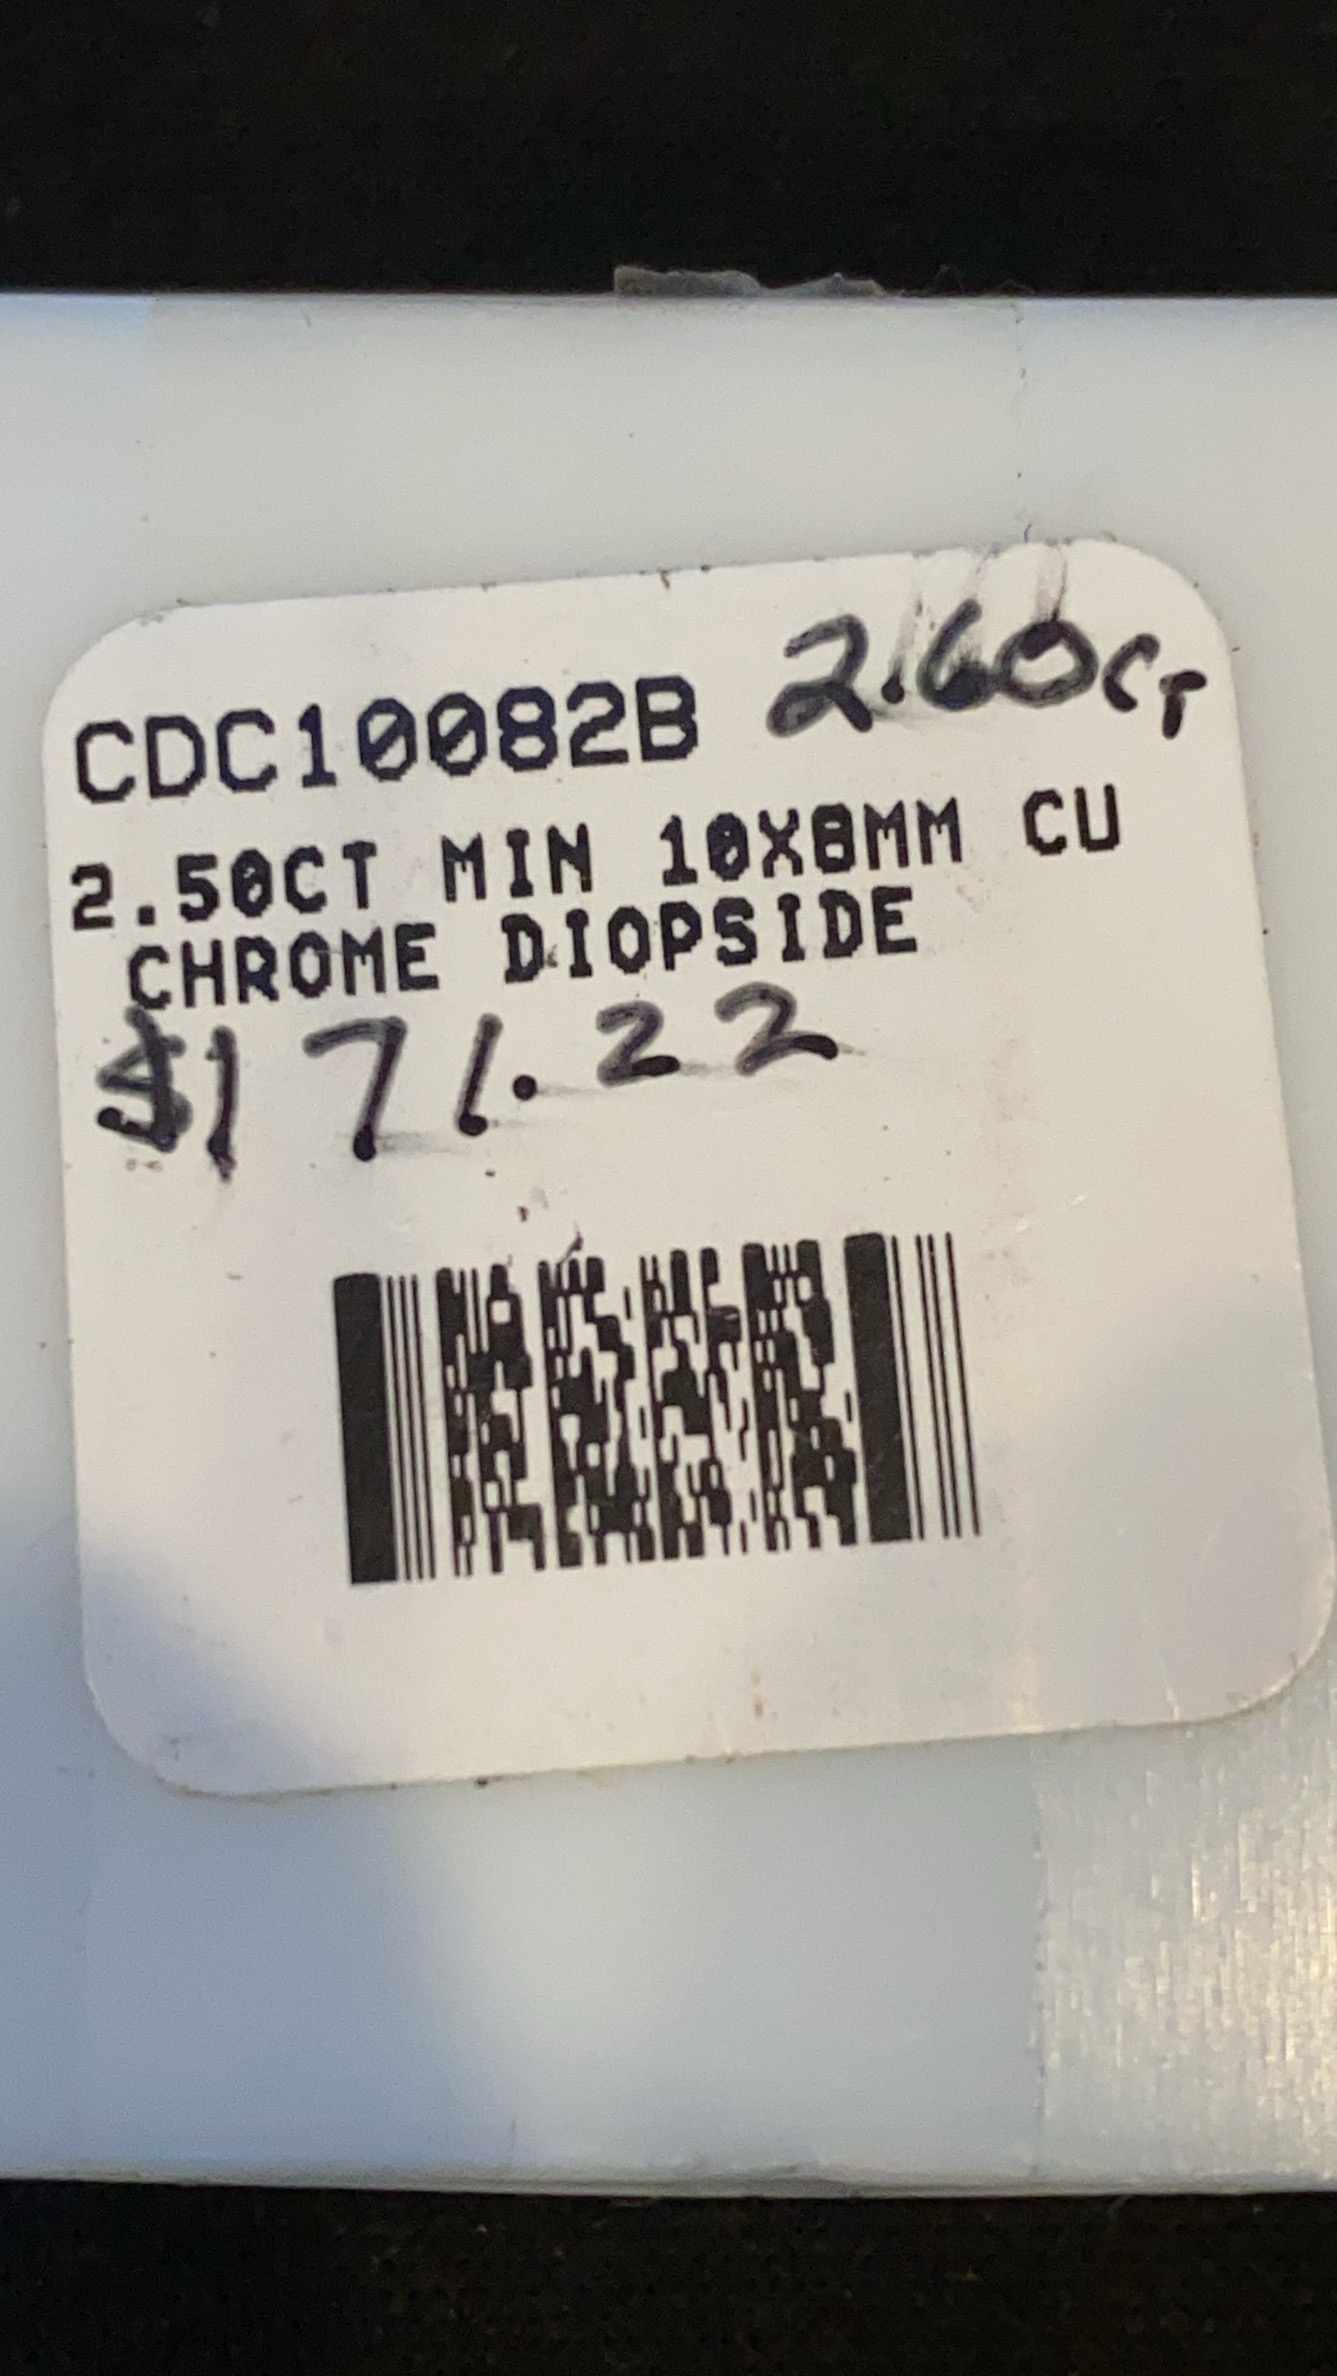 CDC10082B 2.60CT
2.50CT MIN 10X8MM CU
CHROME DIOPSIDE
$171.22